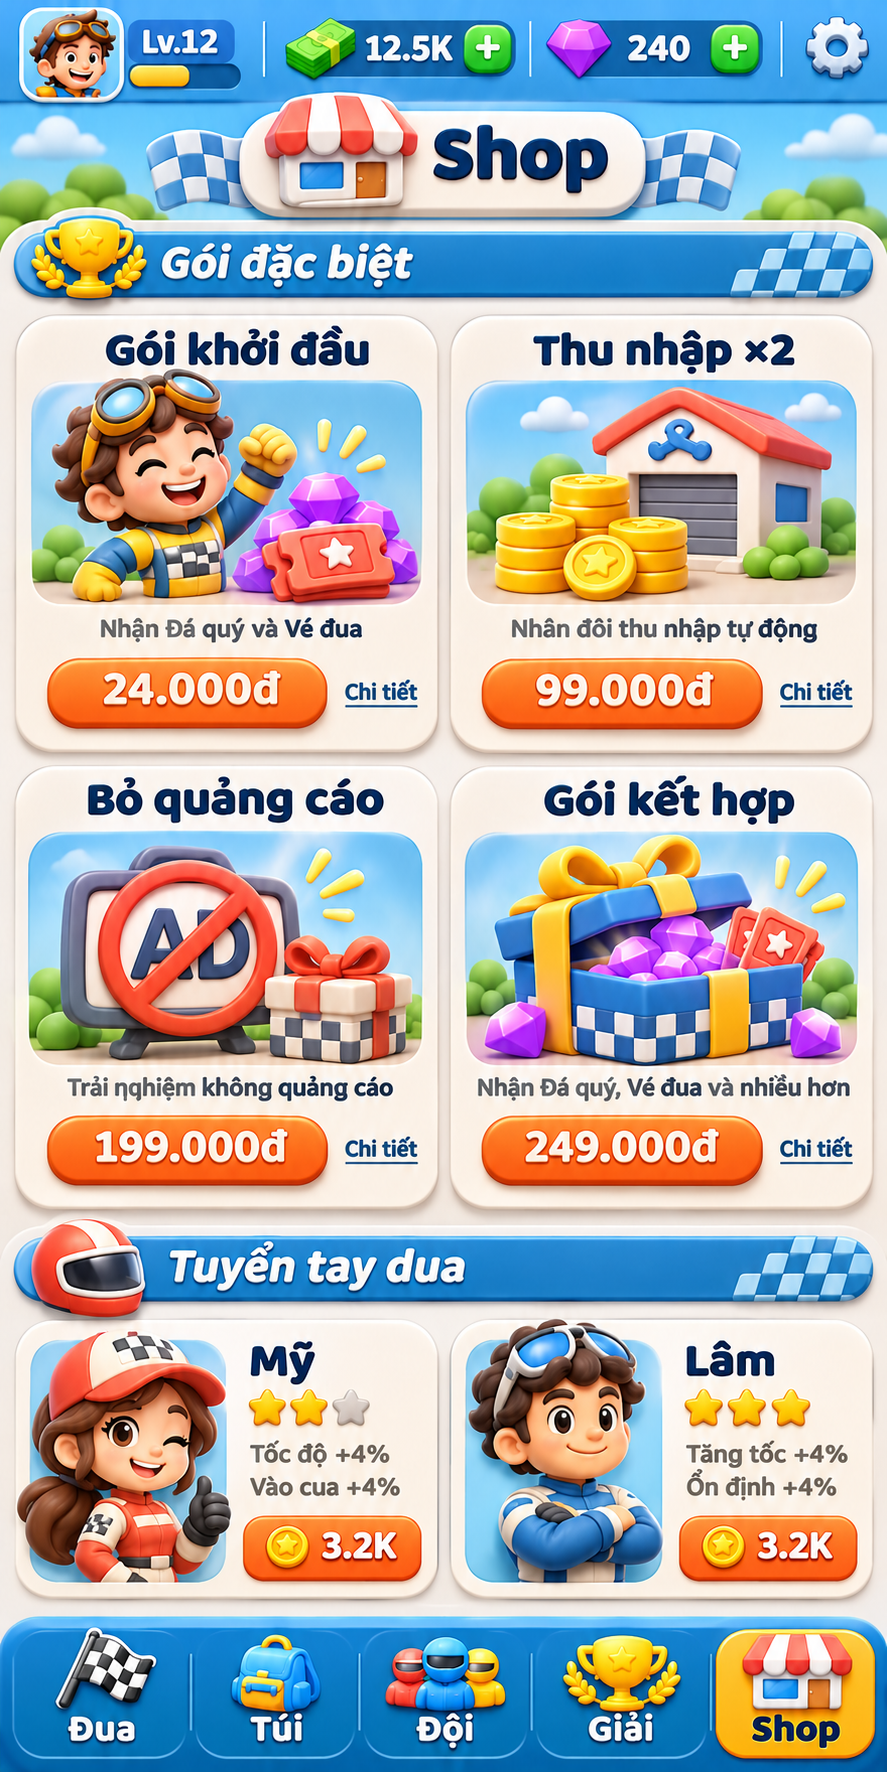 Lv.12
12.5K
240
Shop
Gói đặc biệt
Gói khởi đầu
Nhận Đá quý và Vé đua
24.000đ
Chi tiết
Thu nhập ×2
Nhân đôi thu nhập tự động
99.000đ
Chi tiết
Bỏ quảng cáo
AD
Trải nghiệm không quảng cáo
199.000đ
Chi tiết
Gói kết hợp
Nhận Đá quý, Vé đua và nhiều hơn
249.000đ
Chi tiết
Tuyển tay dua
Mỹ
Tốc độ +4%
Vào cua +4%
3.2K
Lâm
Tăng tốc +4%
Ổn định +4%
3.2K
Đua
Túi
Đội
Giải
Shop